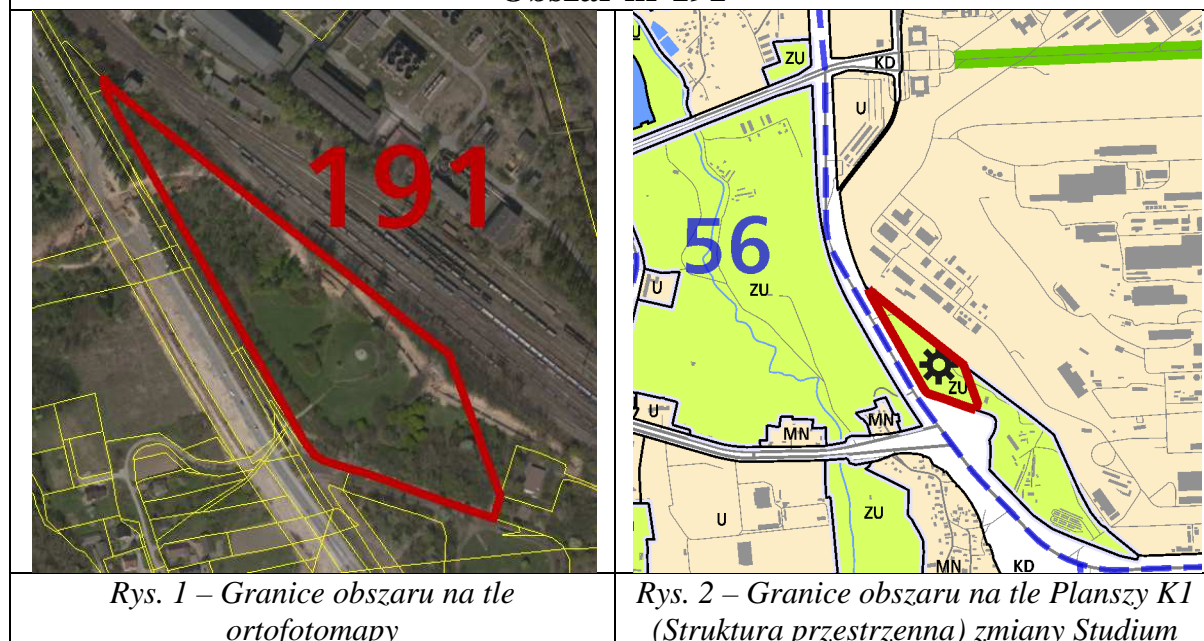 191
U
ZU
KD
U
56
ZU
U
ZU
U
MN
MN
U
ZU
MN
KD
Rys. 1 – Granice obszaru na tle
ortofotomapy
Rys. 2 – Granice obszaru na tle Planszy K1
(Struktura przestrzenna) zmiany Studium